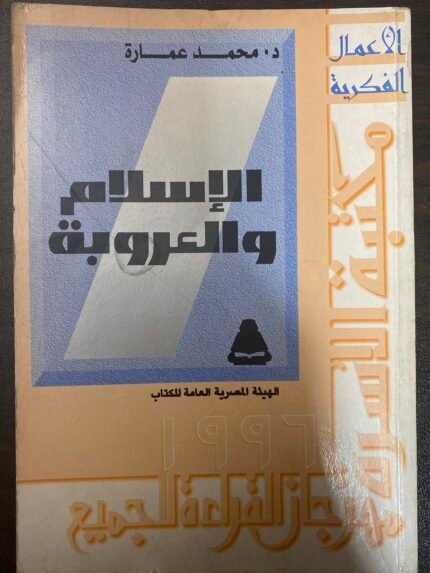 الأعمال
الفكرية
د. محمد عمارة
الإسلام
والعروبة
الهيئة المصرية العامة للكتاب
مكتبة الأسرة
١٩٩٦
مهرجان القراءة للجميع